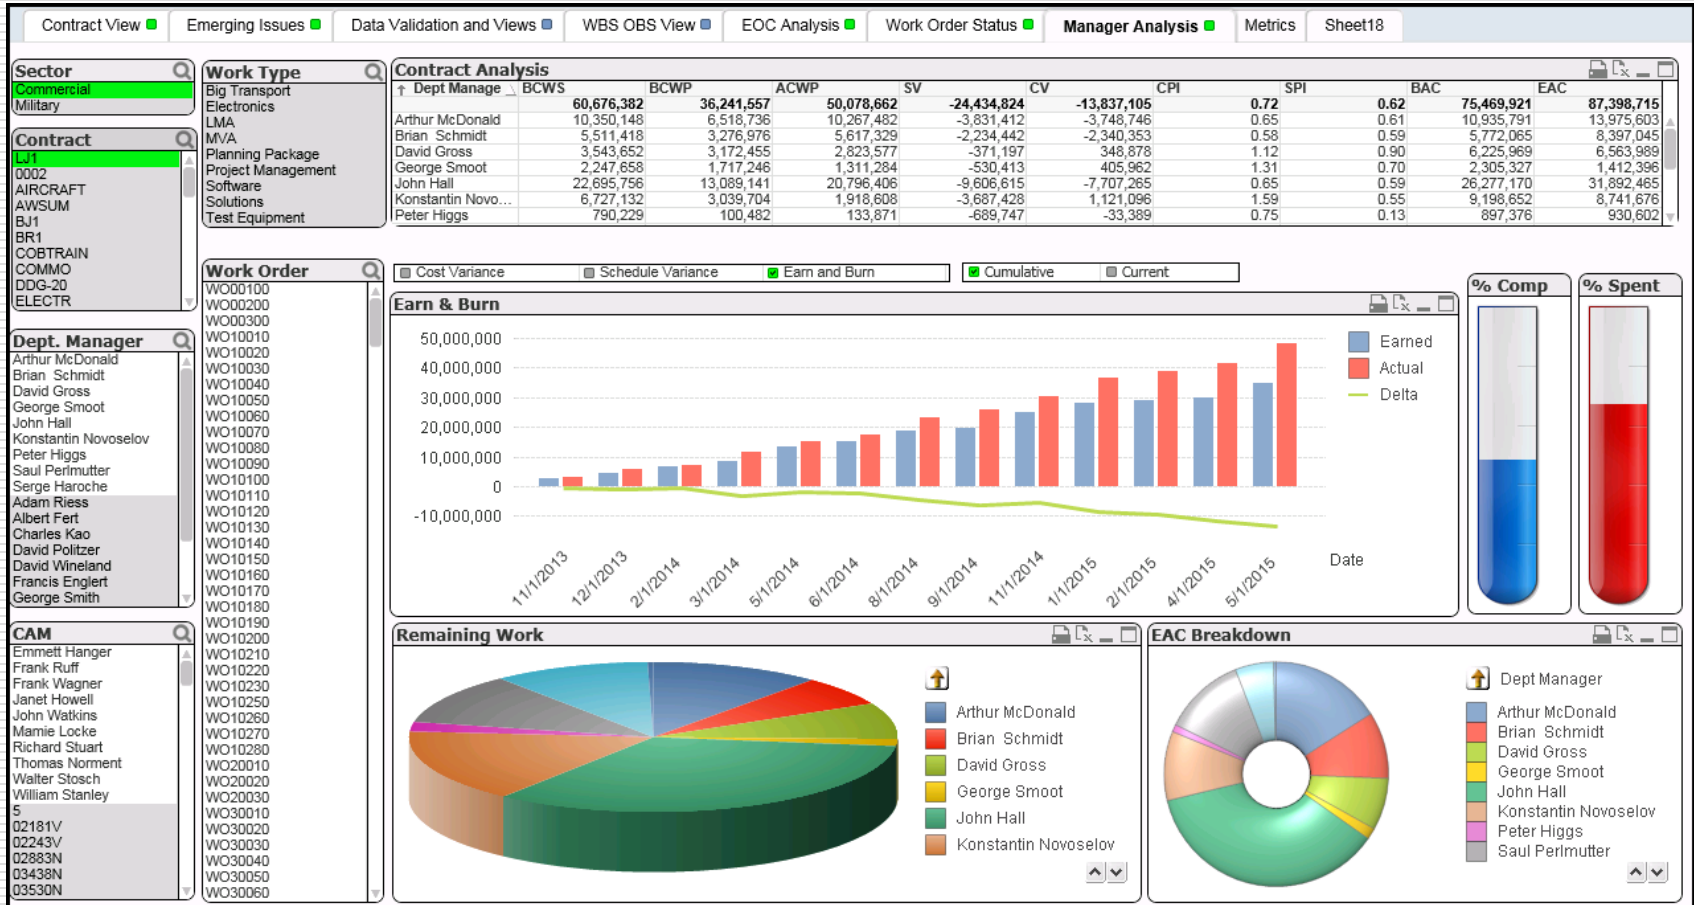 Contract View
Emerging Issues
Data Validation and Views
WBS OBS View
EOC Analysis
Work Order Status
Manager Analysis
Metrics
Sheet18
Sector
Commercial
Military
Contract
LJ1
0002
AIRCRAFT
AWSUM
BJ1
BR1
COBTRAIN
COMMO
DDG-20
ELECTR
Dept. Manager
Arthur McDonald
Brian Schmidt
David Gross
George Smoot
John Hall
Konstantin Novoselov
Peter Higgs
Saul Perlmutter
Serge Haroche
Adam Riess
Albert Fert
Charles Kao
David Politzer
David Wineland
Francis Englert
George Smith
CAM
Emmett Hanger
Frank Ruff
Frank Wagner
Janet Howell
John Watkins
Mamie Locke
Richard Stuart
Thomas Norment
Walter Stosch
William Stanley
5
02181V
02243V
02883N
03438N
03530N
Work Type
Big Transport
Electronics
LMA
MVA
Planning Package
Project Management
Software
Solutions
Test Equipment
Work Order
WO00100
WO00200
WO00300
WO10010
WO10020
WO10030
WO10040
WO10050
WO10060
WO10070
WO10080
WO10090
WO10100
WO10110
WO10120
WO10130
WO10140
WO10150
WO10160
WO10170
WO10180
WO10190
WO10200
WO10210
WO10220
WO10230
WO10250
WO10260
WO10270
WO10280
WO20010
WO20020
WO20030
WO30010
WO30020
WO30030
WO30040
WO30050
WO30060
Contract Analysis
Dept Manage BCWS BCWP ACWP SV CV CPI SPI BAC EAC
60,676,382 36,241,557 50,078,662 -24,434,824 -13,837,105 0.72 0.62 75,469,921 87,398,715
Arthur McDonald 10,350,148 6,518,736 10,267,482 -3,831,412 -3,748,746 0.65 0.61 10,935,791 13,975,603
Brian Schmidt 5,511,418 3,276,976 5,617,329 -2,234,442 -2,340,353 0.58 0.59 5,772,065 8,397,045
David Gross 3,543,652 3,172,455 2,823,577 -371,197 348,878 1.12 0.90 6,225,969 6,563,989
George Smoot 2,247,658 1,717,246 1,311,284 -530,413 405,962 1.31 0.70 2,305,327 1,412,396
John Hall 22,695,756 13,089,141 20,796,406 -9,606,615 -7,707,265 0.65 0.59 26,277,170 31,892,465
Konstantin Novo... 6,727,132 3,039,704 1,918,608 -3,687,428 1,121,096 1.59 0.55 9,198,652 8,741,676
Peter Higgs 790,229 100,482 133,871 -689,747 -33,389 0.75 0.13 897,376 930,602
Cost Variance
Schedule Variance
Earn and Burn
Cumulative
Current
Earn & Burn
50,000,000
40,000,000
30,000,000
20,000,000
10,000,000
0
-10,000,000
11/1/2013
12/1/2013
2/1/2014
3/1/2014
5/1/2014
6/1/2014
8/1/2014
9/1/2014
11/1/2014
1/1/2015
2/1/2015
4/1/2015
5/1/2015
Date
Earned
Actual
Delta
% Comp
% Spent
Remaining Work
Arthur McDonald
Brian Schmidt
David Gross
George Smoot
John Hall
Konstantin Novoselov
EAC Breakdown
Dept Manager
Arthur McDonald
Brian Schmidt
David Gross
George Smoot
John Hall
Konstantin Novoselov
Peter Higgs
Saul Perlmutter